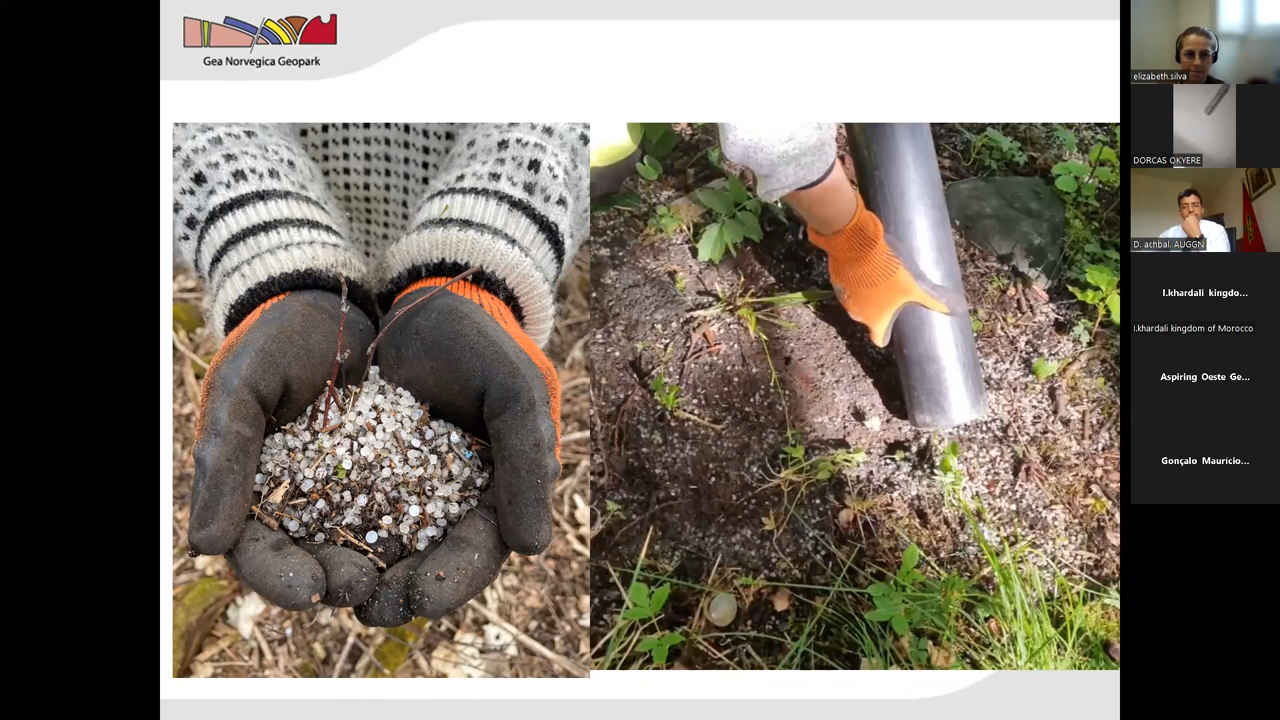 Gea Norvegica Geopark
elizabeth.silva
DORCAS OKYERE
D. achbal. AUGGN
I.khardali kingdo...
I.khardali kingdom of Morocco
Aspiring Oeste Ge...
Gonçalo Maurício...